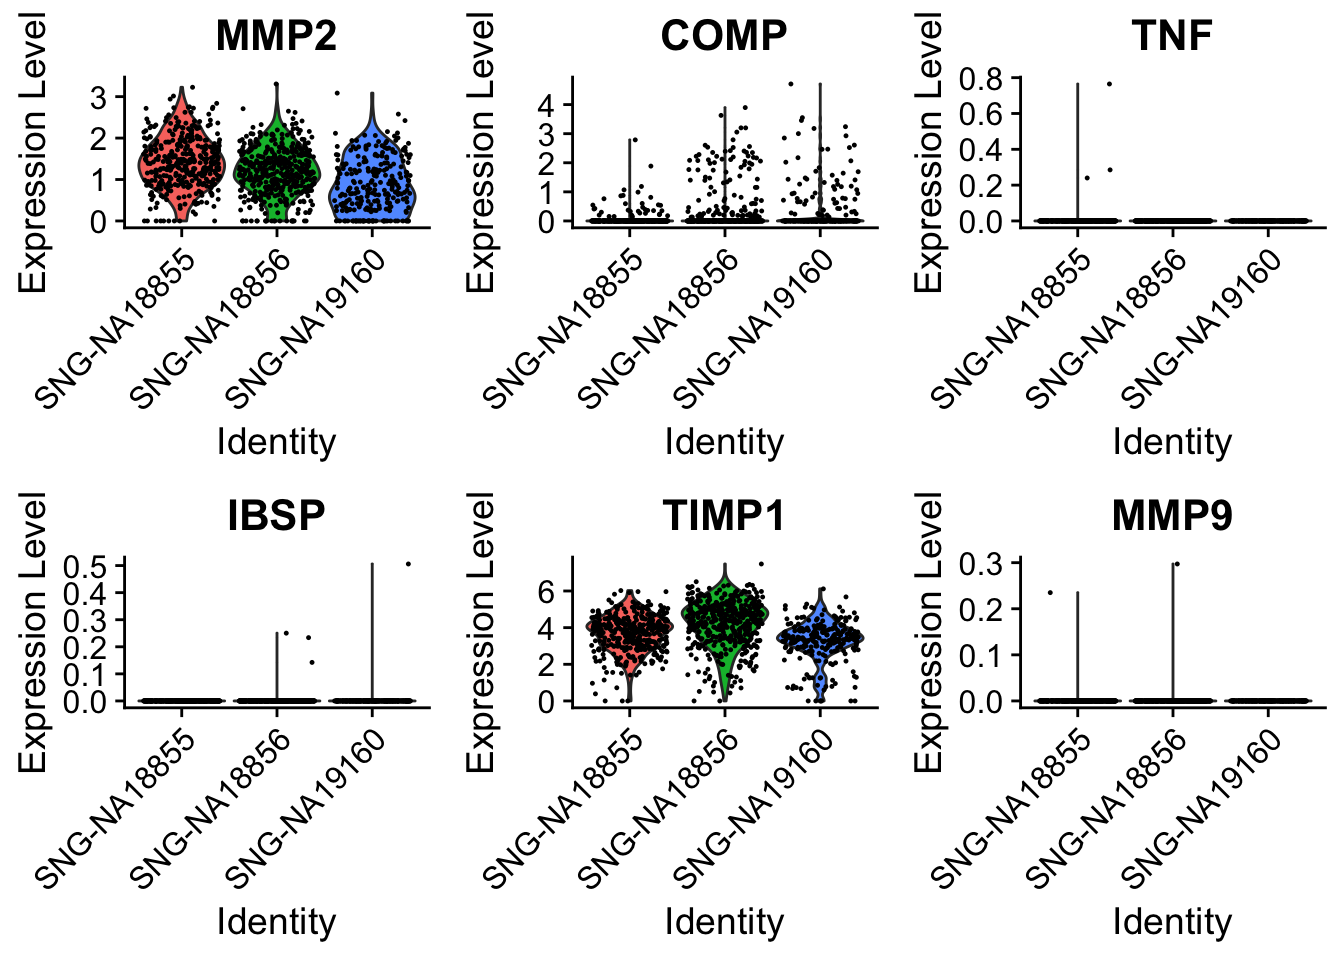 MMP2
Expression Level
3
2
1
0
SNG-NA18855
SNG-NA18856
SNG-NA19160
Identity
COMP
Expression Level
4
3
2
1
0
SNG-NA18855
SNG-NA18856
SNG-NA19160
Identity
TNF
Expression Level
0.8
0.6
0.4
0.2
0.0
SNG-NA18855
SNG-NA18856
SNG-NA19160
Identity
IBSP
Expression Level
0.5
0.4
0.3
0.2
0.1
0.0
SNG-NA18855
SNG-NA18856
SNG-NA19160
Identity
TIMP1
Expression Level
6
4
2
0
SNG-NA18855
SNG-NA18856
SNG-NA19160
Identity
MMP9
Expression Level
0.3
0.2
0.1
0.0
SNG-NA18855
SNG-NA18856
SNG-NA19160
Identity